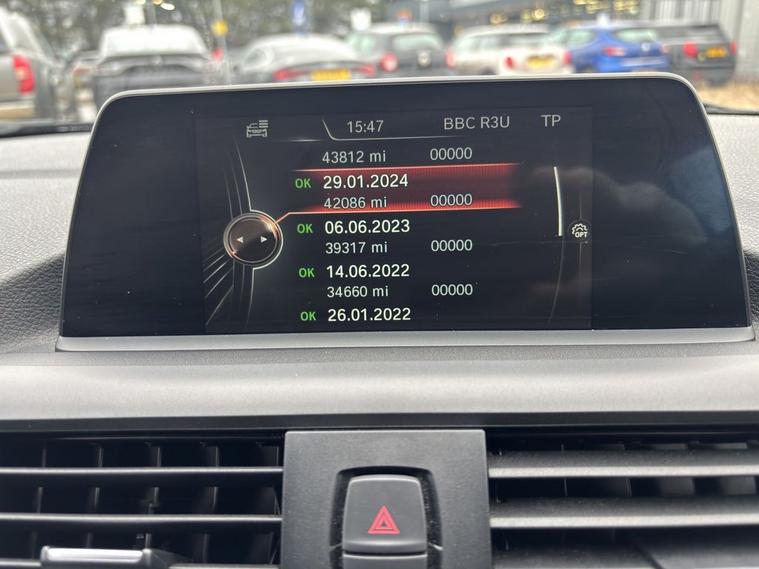 15:47 BBC R3U TP
43812 mi 00000
OK 29.01.2024
42086 mi 00000
OK 06.06.2023
39317 mi 00000
OPT
OK 14.06.2022
34660 mi 00000
OK 26.01.2022